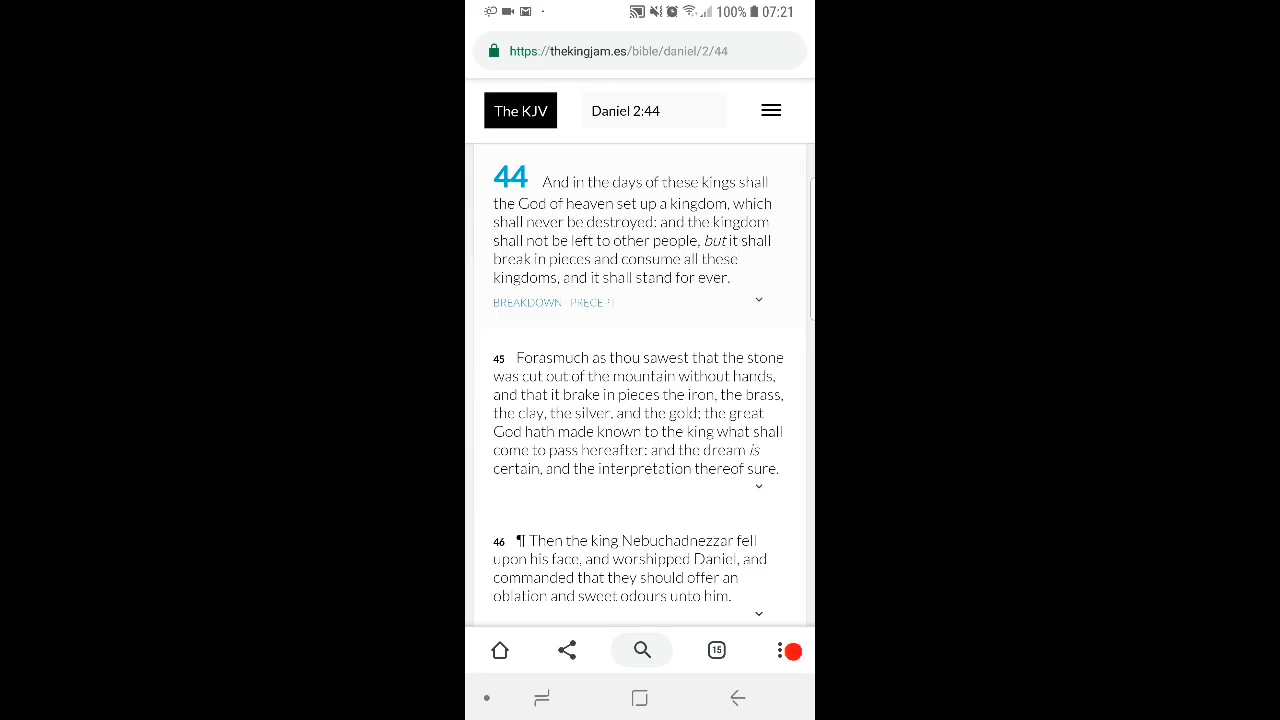 100% 07:21
https://thekingjam.es/bible/daniel/2/44
The KJV Daniel 2:44
44 And in the days of these kings shall
the God of heaven set up a kingdom, which
shall never be destroyed: and the kingdom
shall not be left to other people, but it shall
break in pieces and consume all these
kingdoms, and it shall stand for ever.
BREAKDOWN PRECEPT
45 Forasmuch as thou sawest that the stone
was cut out of the mountain without hands,
and that it brake in pieces the iron, the brass,
the clay, the silver, and the gold; the great
God hath made known to the king what shall
come to pass hereafter: and the dream is
certain, and the interpretation thereof sure.
46 ¶ Then the king Nebuchadnezzar fell
upon his face, and worshipped Daniel, and
commanded that they should offer an
oblation and sweet odours unto him.
15